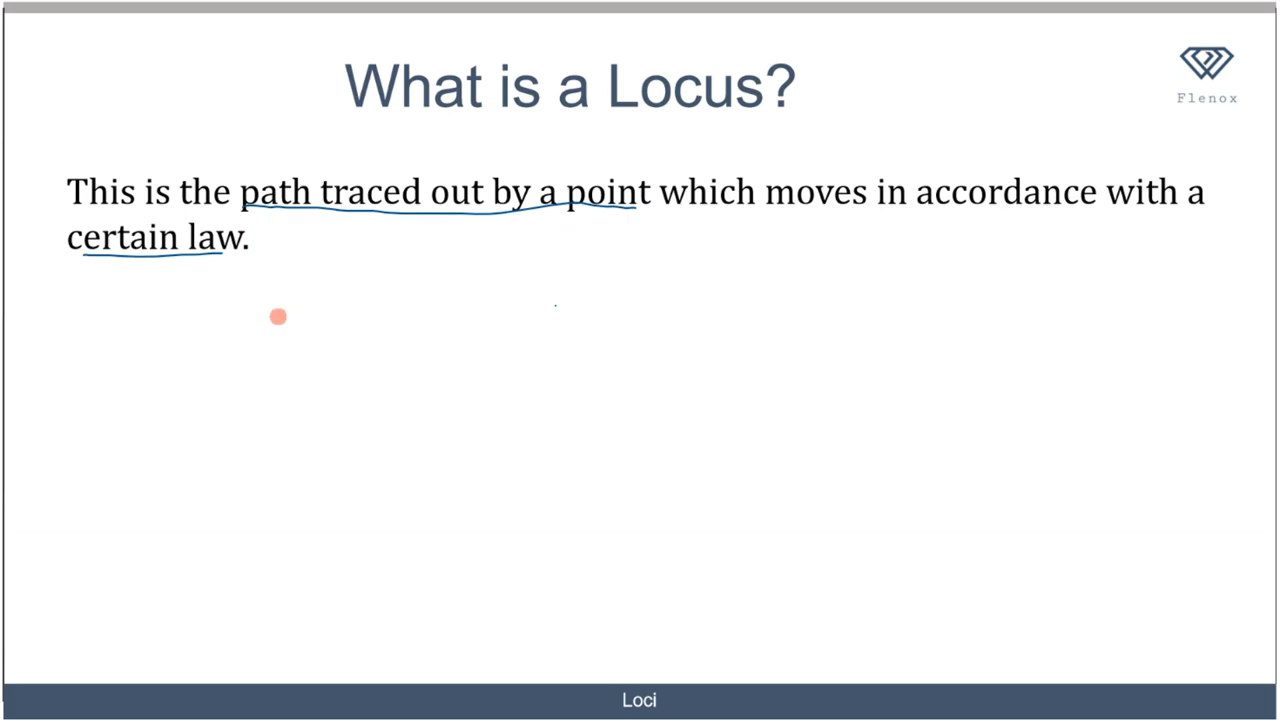 What is a Locus?
Flenox
This is the path traced out by a point which moves in accordance with a
certain law.
Loci